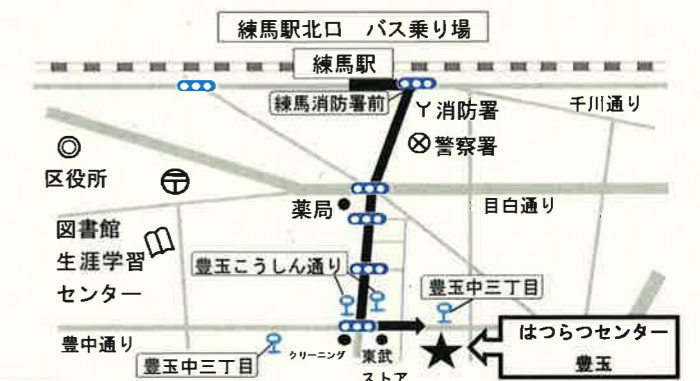 練馬駅北口　バス乗り場
練馬駅
練馬消防署前
消防署
千川通り
警察署
区役所
薬局
目白通り
図書館
生涯学習
センター
豊玉こうしん通り
豊玉中三丁目
はつらつセンター
豊玉
豊中通り
豊玉中三丁目
クリーニング
東武
ストア